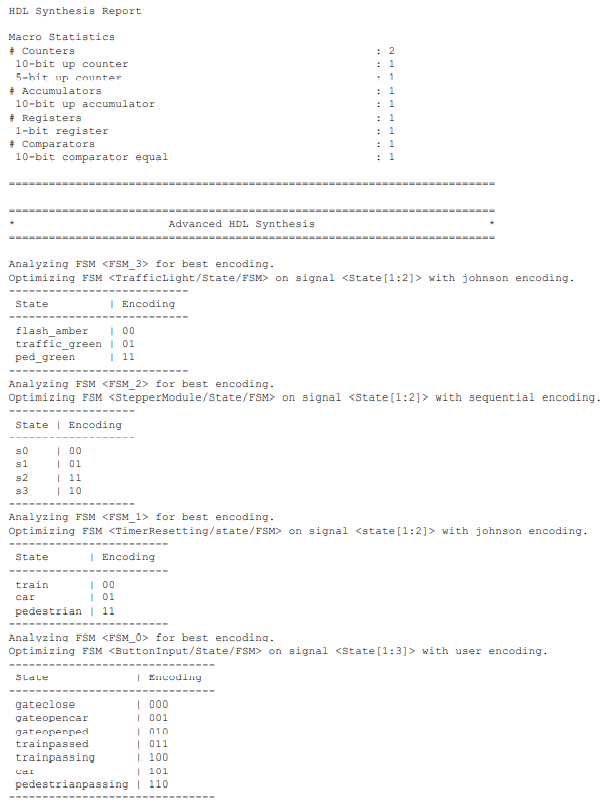 HDL Synthesis Report
Macro Statistics
# Counters : 2
10-bit up counter : 1
5-bit up counter : 1
# Accumulators : 1
10-bit up accumulator : 1
# Registers : 1
1-bit register : 1
# Comparators : 1
10-bit comparator equal : 1
=========================================================================
=========================================================================
* Advanced HDL Synthesis *
=========================================================================
Analyzing FSM <FSM_3> for best encoding.
Optimizing FSM <TrafficLight/State/FSM> on signal <State[1:2]> with johnson encoding.
---------------------------
State | Encoding
---------------------------
flash_amber | 00
traffic_green | 01
ped_green | 11
---------------------------
Analyzing FSM <FSM_2> for best encoding.
Optimizing FSM <StepperModule/State/FSM> on signal <State[1:2]> with sequential encoding.
-------------------
State | Encoding
-------------------
s0 | 00
s1 | 01
s2 | 11
s3 | 10
-------------------
Analyzing FSM <FSM_1> for best encoding.
Optimizing FSM <TimerResetting/state/FSM> on signal <state[1:2]> with johnson encoding.
------------------------
State | Encoding
------------------------
train | 00
car | 01
pedestrian | 11
------------------------
Analyzing FSM <FSM_0> for best encoding.
Optimizing FSM <ButtonInput/State/FSM> on signal <State[1:3]> with user encoding.
-------------------------------
State | Encoding
-------------------------------
gateclose | 000
gateopencar | 001
gateopenped | 010
trainpassed | 011
trainpassing | 100
car | 101
pedestrianpassing | 110
-------------------------------